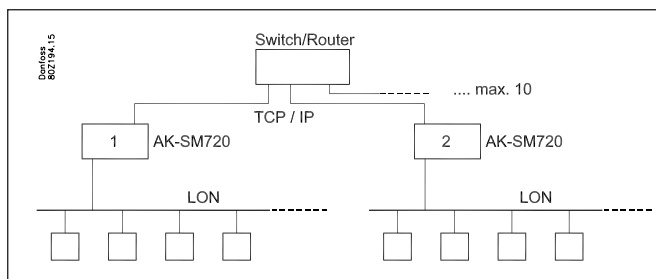 Danfoss
80Z194.15
Switch/Router
.... max. 10
TCP / IP
1
AK-SM720
2
AK-SM720
LON
LON